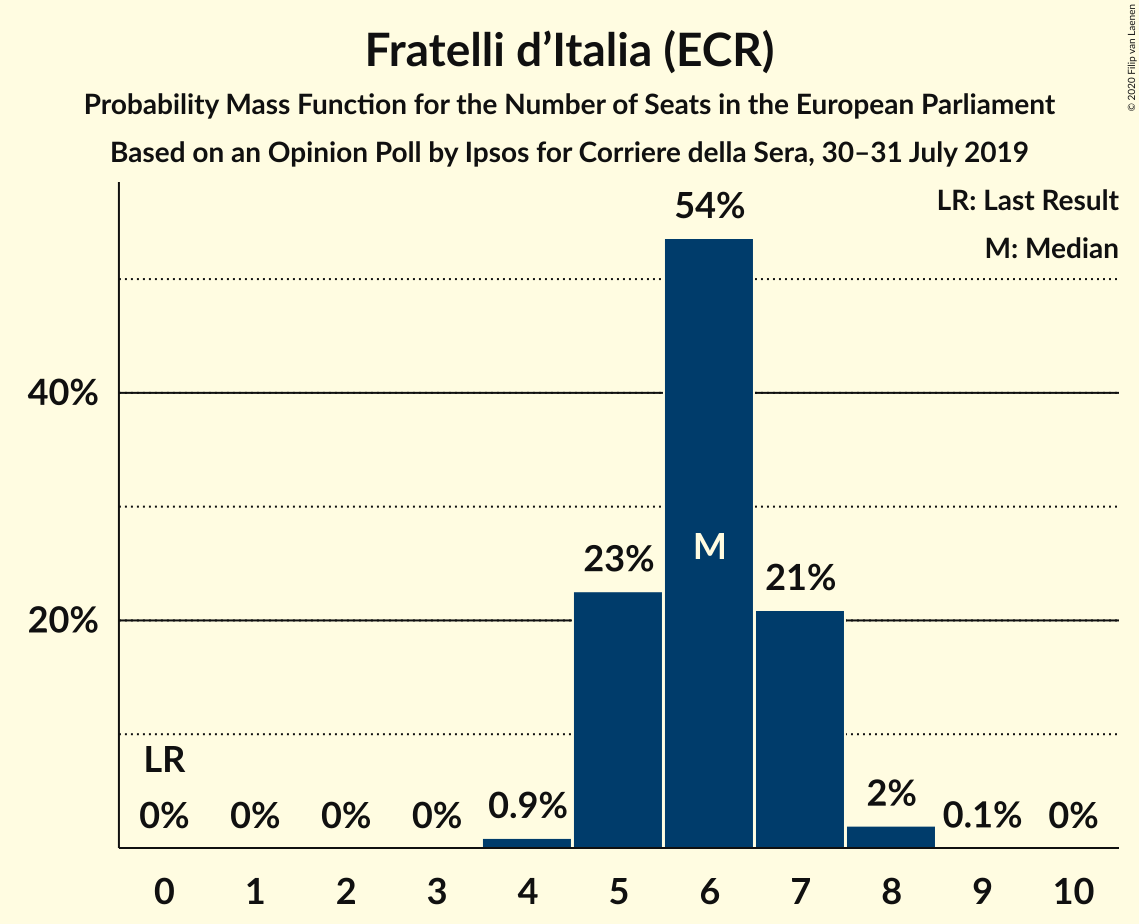 © 2020 Filip van Laenen
Fratelli d’Italia (ECR)
Probability Mass Function for the Number of Seats in the European Parliament
Based on an Opinion Poll by Ipsos for Corriere della Sera, 30–31 July 2019
LR: Last Result
M: Median
54%
40%
M
23%
21%
20%
LR
0% 0% 0% 0% 0.9% 2% 0.1% 0%
0 1 2 3 4 5 6 7 8 9 10